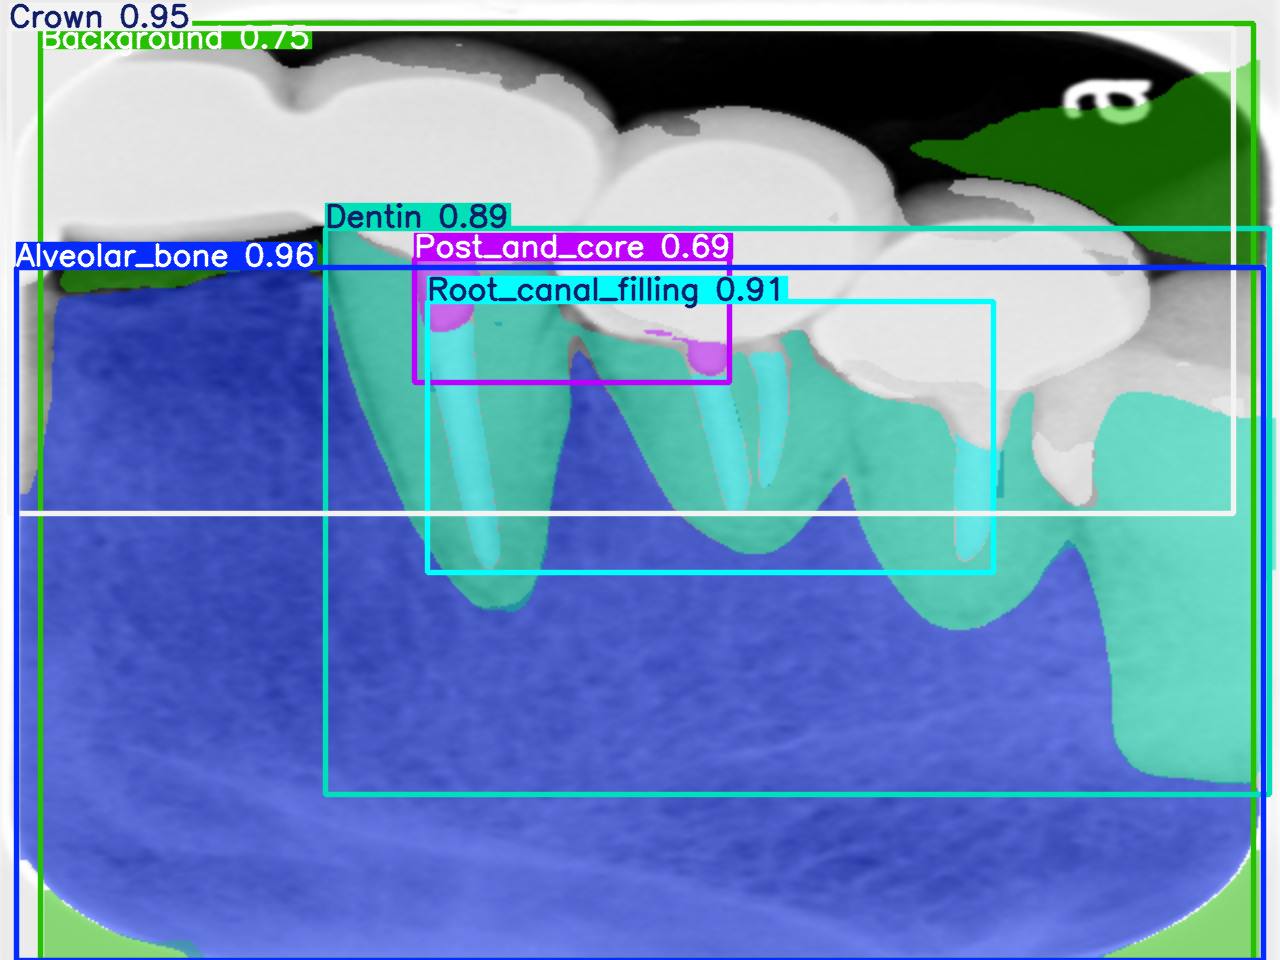 Crown 0.95
Background 0.75
a
Dentin 0.89
Post_and_core 0.69
Alveolar_bone 0.96
Root_canal_filling 0.91